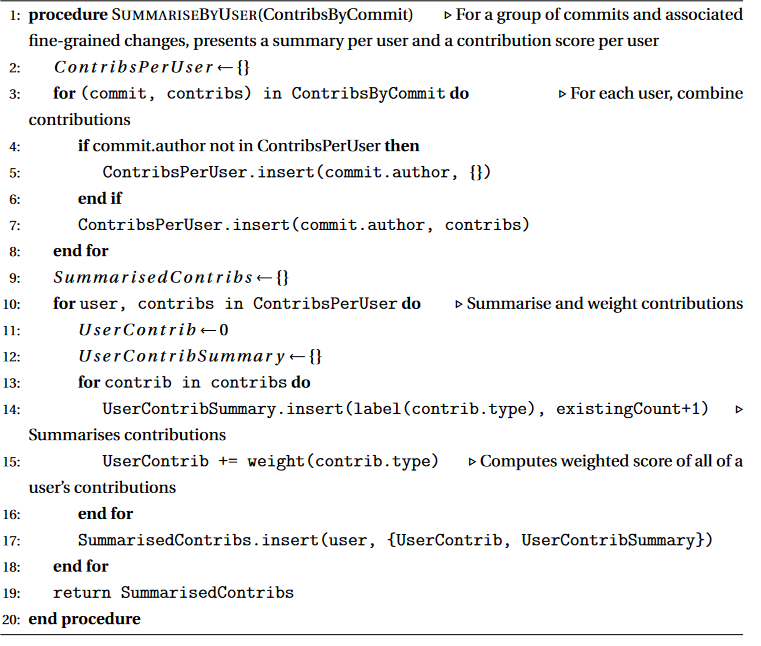 1: procedure SUMMARISEBYUSER(ContribsByCommit) ▷ For a group of commits and associated
fine-grained changes, presents a summary per user and a contribution score per user
2: ContribsPerUser ← {}
3: for (commit, contribs) in ContribsByCommit do ▷ For each user, combine
contributions
4: if commit.author not in ContribsPerUser then
5: ContribsPerUser.insert(commit.author, {})
6: end if
7: ContribsPerUser.insert(commit.author, contribs)
8: end for
9: SummarisedContribs ← {}
10: for user, contribs in ContribsPerUser do ▷ Summarise and weight contributions
11: UserContrib ← 0
12: UserContribSummary ← {}
13: for contrib in contribs do
14: UserContribSummary.insert(label(contrib.type), existingCount+1) ▷
Summarises contributions
15: UserContrib += weight(contrib.type) ▷ Computes weighted score of all of a
user's contributions
16: end for
17: SummarisedContribs.insert(user, {UserContrib, UserContribSummary})
18: end for
19: return SummarisedContribs
20: end procedure